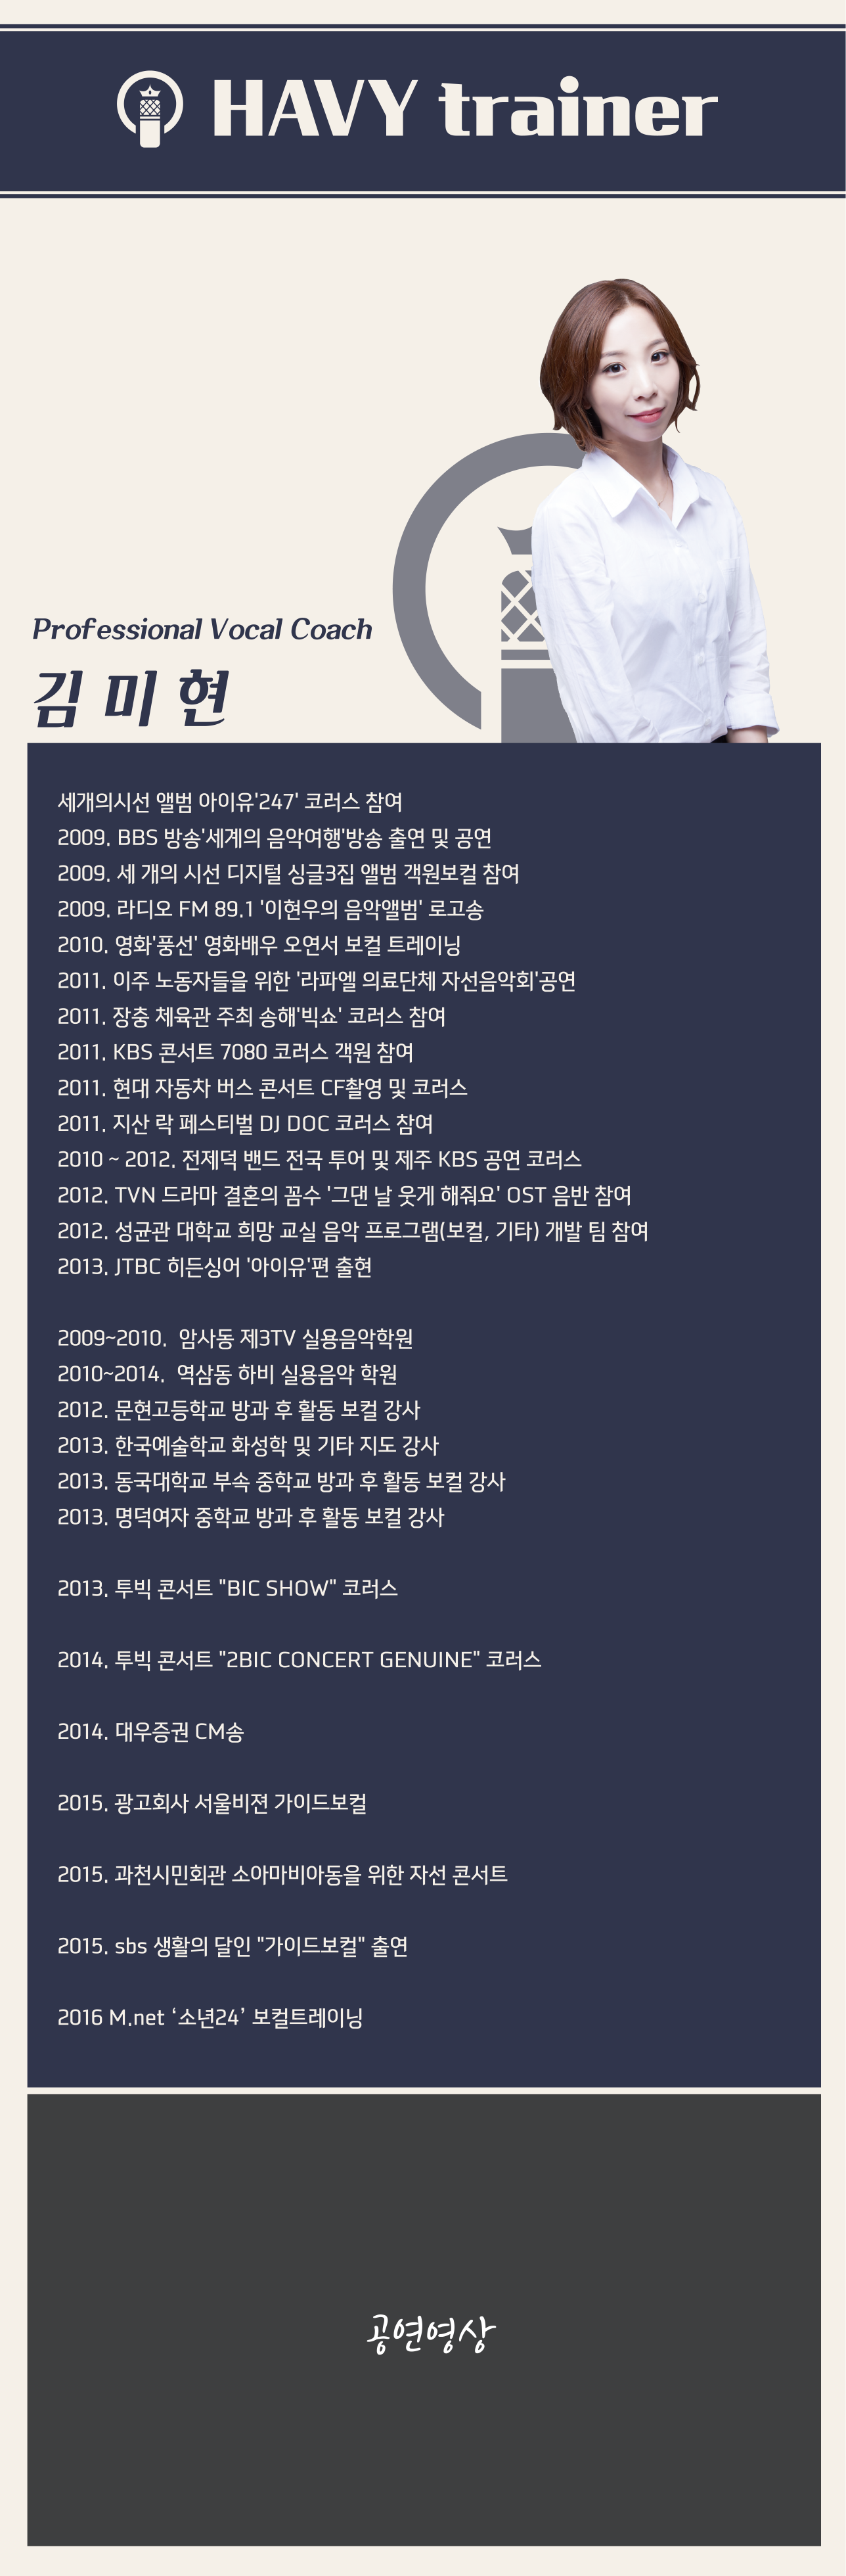 HAVY trainer
Professional Vocal Coach
김미현
세개의시선 앨범 아이유'247' 코러스 참여
2009. BBS 방송'세계의 음악여행'방송 출연 및 공연
2009. 세 개의 시선 디지털 싱글3집 앨범 객원보컬 참여
2009. 라디오 FM 89.1 '이현우의 음악앨범' 로고송
2010. 영화'풍선' 영화배우 오연서 보컬 트레이닝
2011. 이주 노동자들을 위한 '라파엘 의료단체 자선음악회'공연
2011. 장충 체육관 주최 송해'빅쇼' 코러스 참여
2011. KBS 콘서트 7080 코러스 객원 참여
2011. 현대 자동차 버스 콘서트 CF촬영 및 코러스
2011. 지산 락 페스티벌 DJ DOC 코러스 참여
2010 ~ 2012. 전제덕 밴드 전국 투어 및 제주 KBS 공연 코러스
2012. TVN 드라마 결혼의 꼼수 '그댄 날 웃게 해줘요' OST 음반 참여
2012. 성균관 대학교 희망 교실 음악 프로그램(보컬, 기타) 개발 팀 참여
2013. JTBC 히든싱어 '아이유'편 출현
2009~2010. 암사동 제3TV 실용음악학원
2010~2014. 역삼동 하비 실용음악 학원
2012. 문현고등학교 방과 후 활동 보컬 강사
2013. 한국예술학교 화성학 및 기타 지도 강사
2013. 동국대학교 부속 중학교 방과 후 활동 보컬 강사
2013. 명덕여자 중학교 방과 후 활동 보컬 강사
2013. 투빅 콘서트 "BIC SHOW" 코러스
2014. 투빅 콘서트 "2BIC CONCERT GENUINE" 코러스
2014. 대우증권 CM송
2015. 광고회사 서울비젼 가이드보컬
2015. 과천시민회관 소아마비아동을 위한 자선 콘서트
2015. sbs 생활의 달인 "가이드보컬" 출연
2016 M.net ‘소년24’ 보컬트레이닝
공연영상